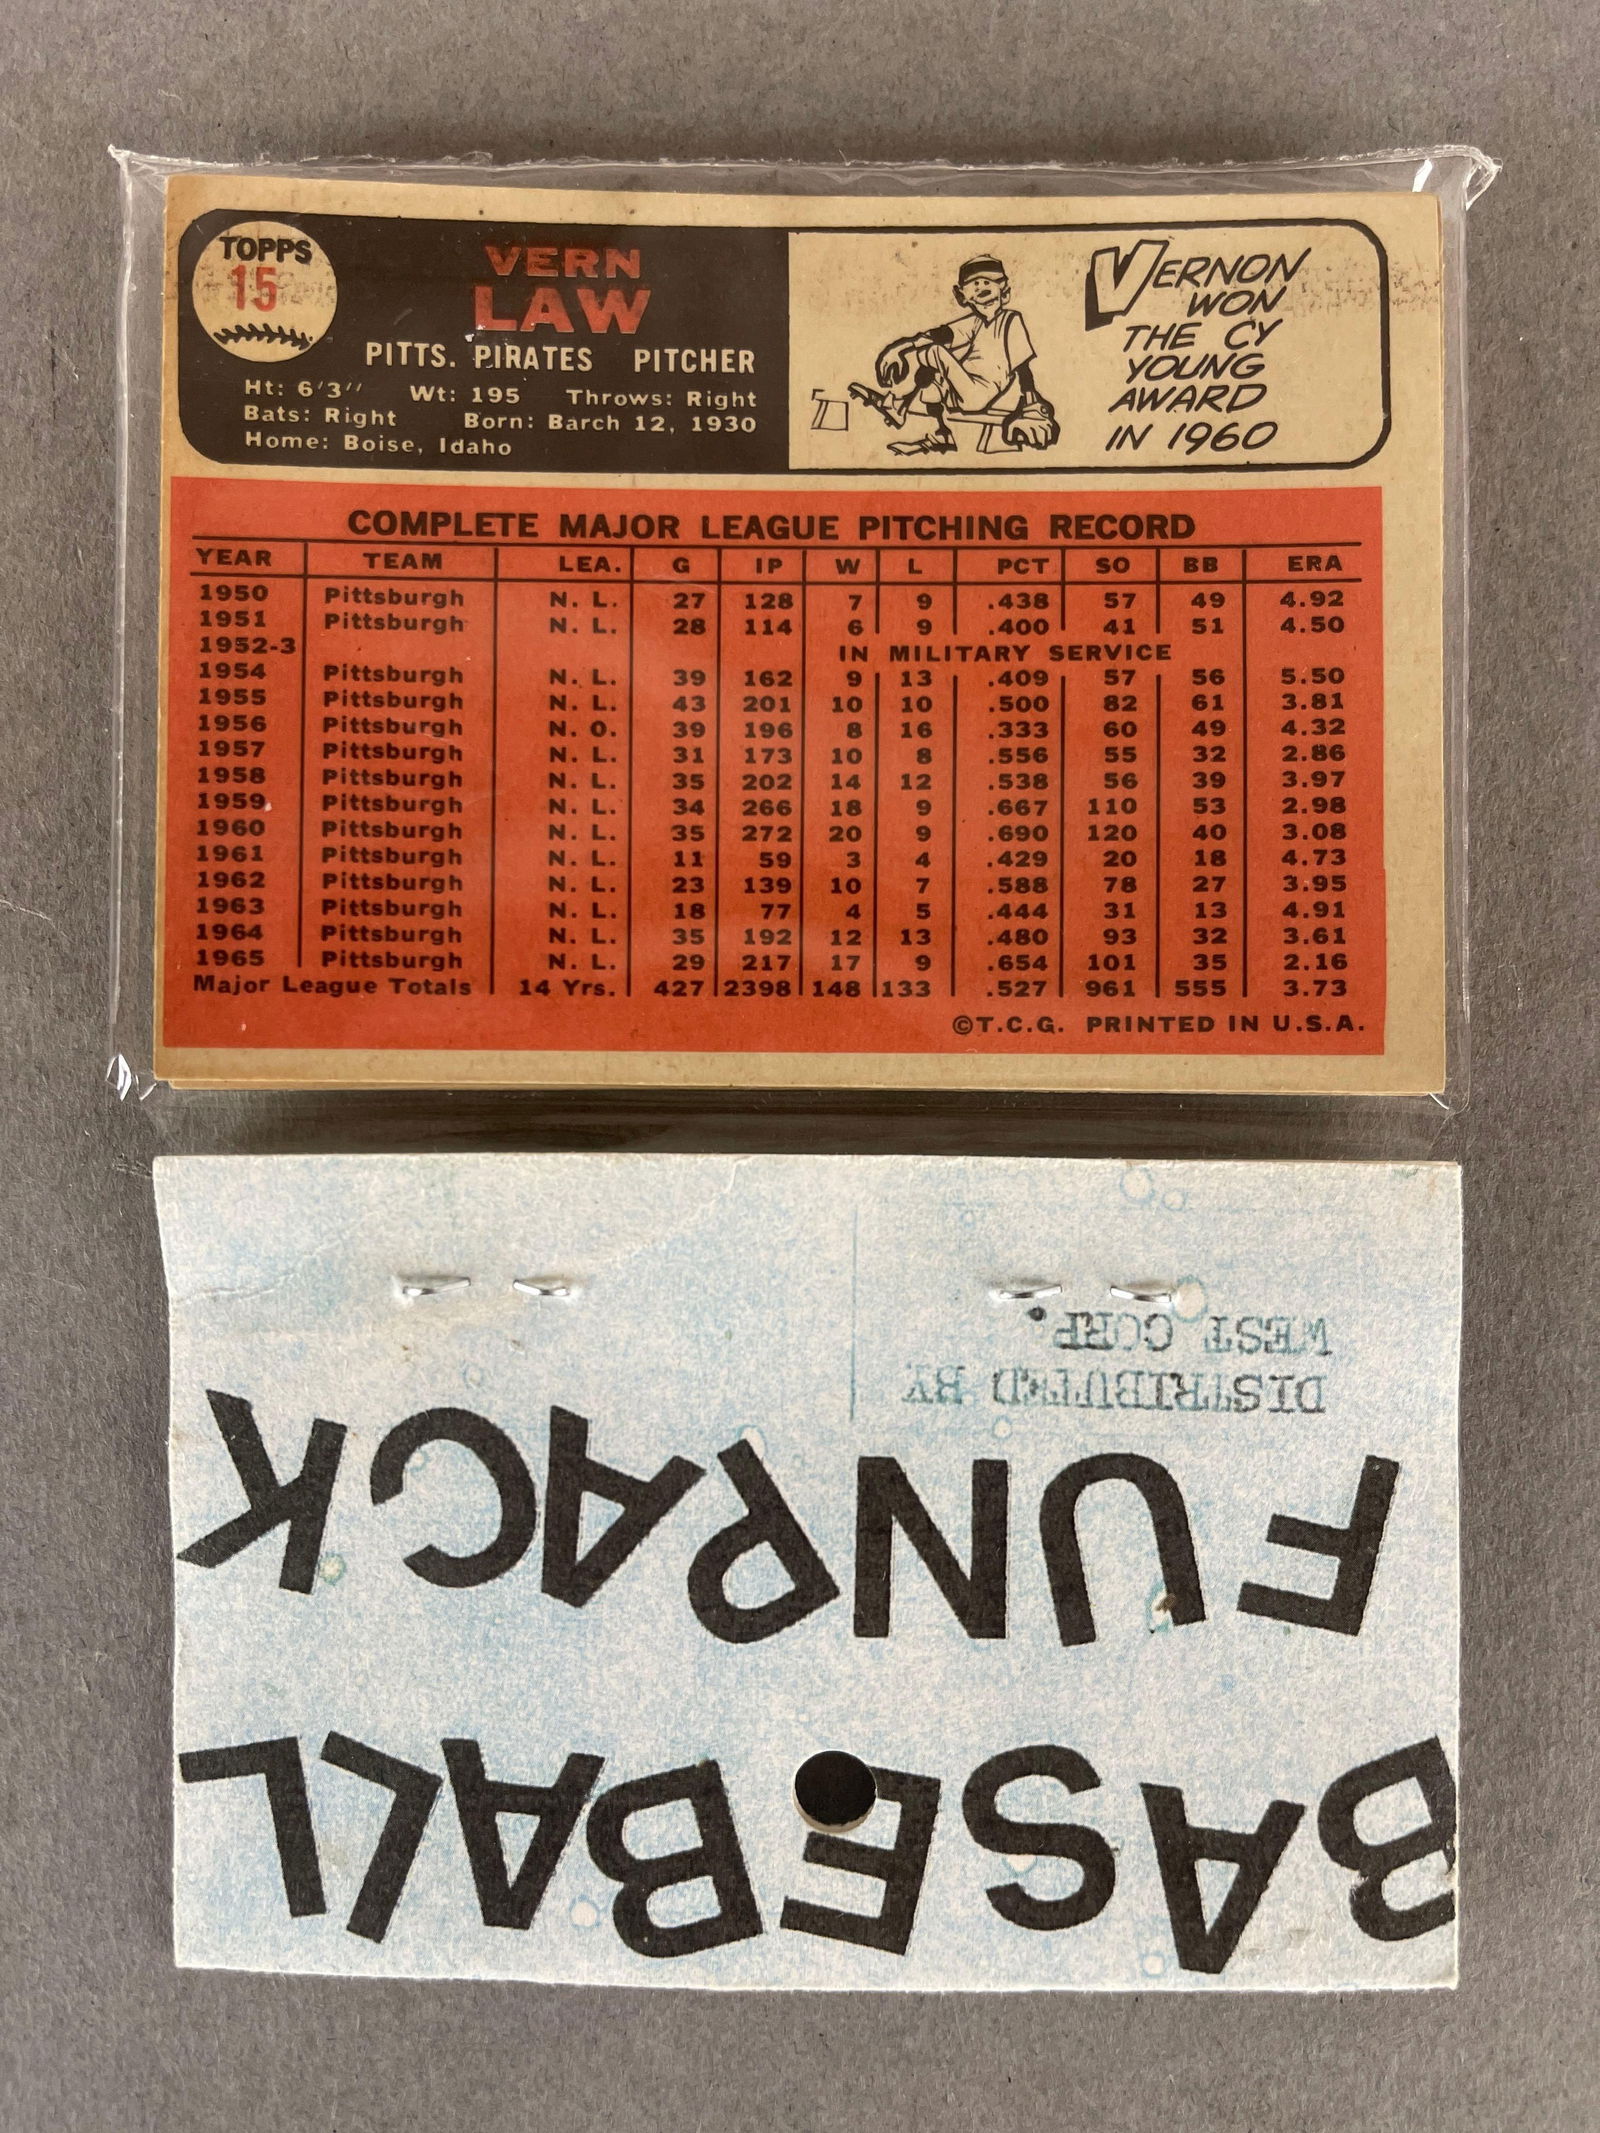 TOPPS
15
VERN
LAW
PITTS. PIRATES PITCHER
Ht: 6'3'' Wt: 195 Throws: Right
Bats: Right Born: Barch 12, 1930
Home: Boise, Idaho
VERNON
WON
THE CY
YOUNG
AWARD
IN 1960
COMPLETE MAJOR LEAGUE PITCHING RECORD
YEAR TEAM LEA. G IP W L PCT SO BB ERA
1950 Pittsburgh N. L. 27 128 7 9 .438 57 49 4.92
1951 Pittsburgh N. L. 28 114 6 9 .400 41 51 4.50
1952-3 IN MILITARY SERVICE
1954 Pittsburgh N. L. 39 162 9 13 .409 57 56 5.50
1955 Pittsburgh N. L. 43 201 10 10 .500 82 61 3.81
1956 Pittsburgh N. O. 39 196 8 16 .333 60 49 4.32
1957 Pittsburgh N. L. 31 173 10 8 .556 55 32 2.86
1958 Pittsburgh N. L. 35 202 14 12 .538 56 39 3.97
1959 Pittsburgh N. L. 34 266 18 9 .667 110 53 2.98
1960 Pittsburgh N. L. 35 272 20 9 .690 120 40 3.08
1961 Pittsburgh N. L. 11 59 3 4 .429 20 18 4.73
1962 Pittsburgh N. L. 23 139 10 7 .588 78 27 3.95
1963 Pittsburgh N. L. 18 77 4 5 .444 31 13 4.91
1964 Pittsburgh N. L. 35 192 12 13 .480 93 32 3.61
1965 Pittsburgh N. L. 29 217 17 9 .654 101 35 2.16
Major League Totals 14 Yrs. 427 2398 148 133 .527 961 555 3.73
©T.C.G. PRINTED IN U.S.A.
BASEBALL
FUNPACK
DISTRIBUTED BY
WEST CORP.